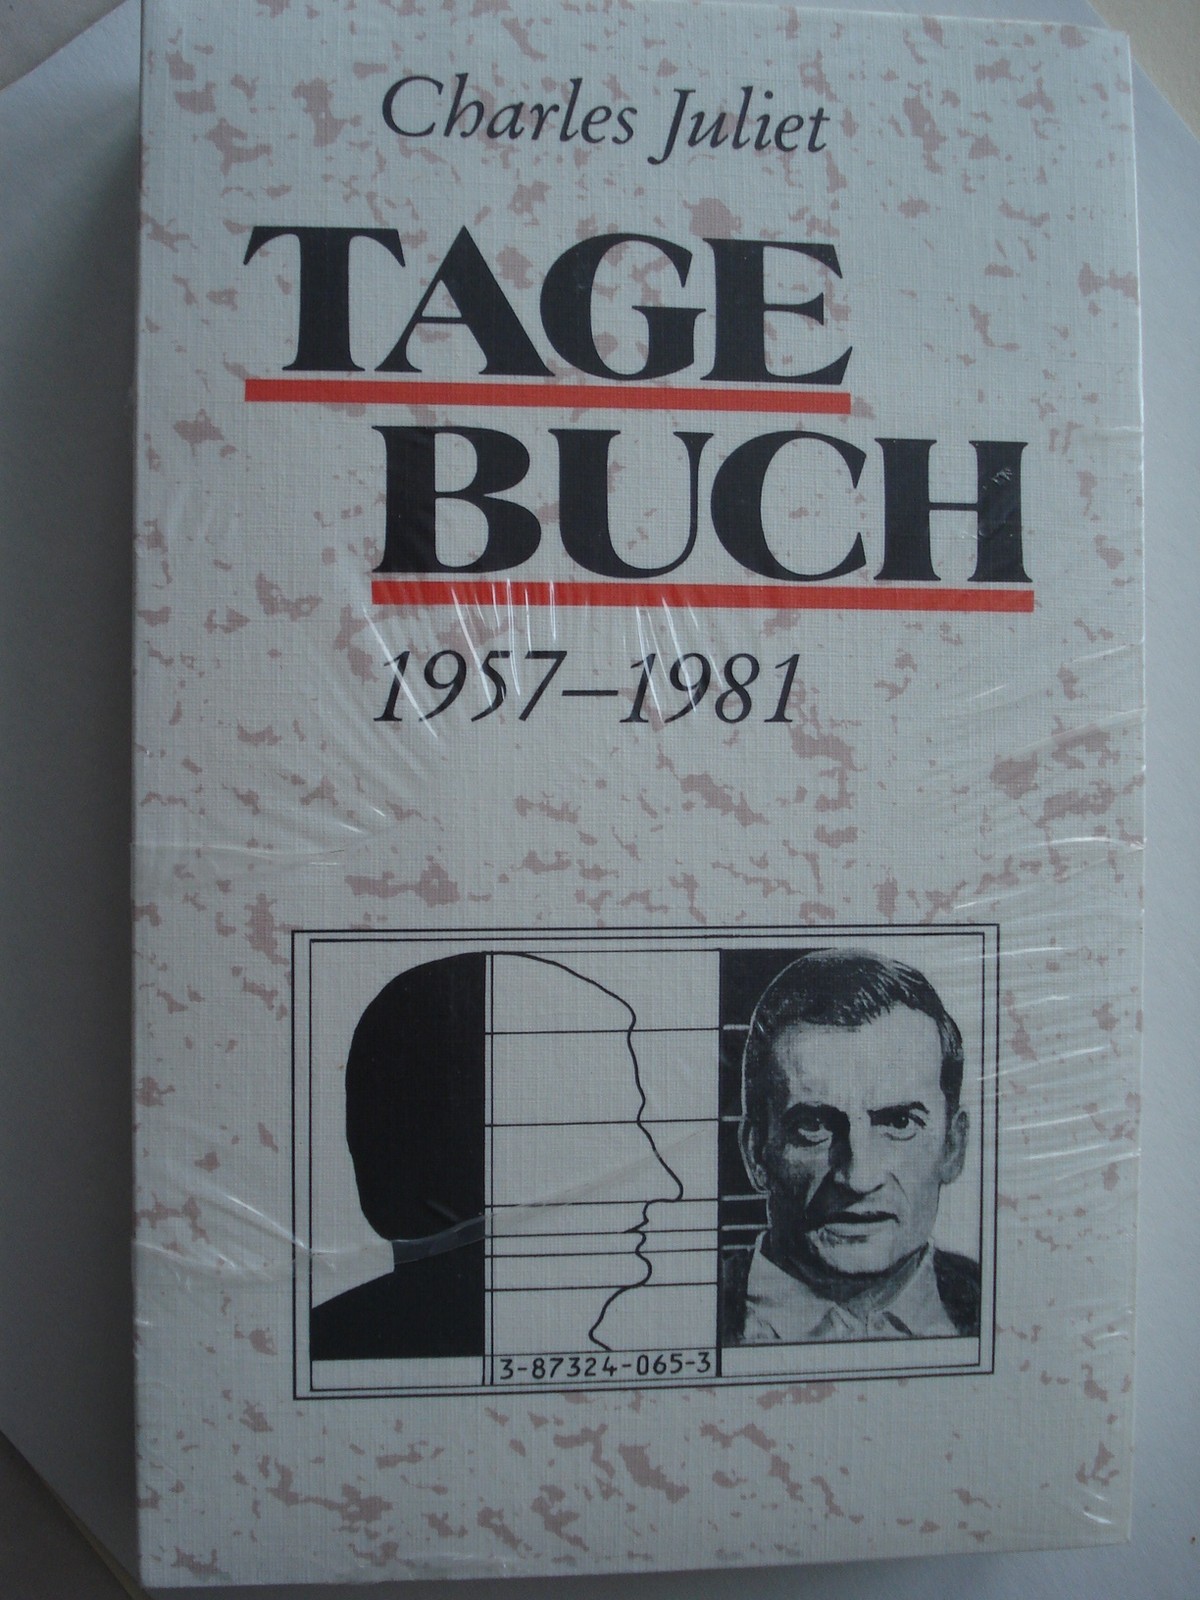 Charles Juliet
TAGE
BUCH
1957–1981
3-87324-065-3